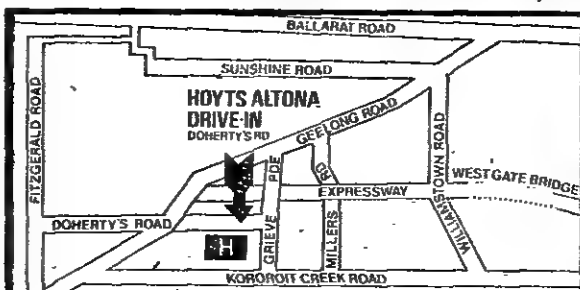 BALLARAT ROAD
SUNSHINE ROAD
HOYTS ALTONA
DRIVE-IN
DOHERTY'S RD
GEELONG ROAD
FITZGERALD ROAD
PDE
RD
WILLIAMSTOWN ROAD
WEST GATE BRIDGE
EXPRESSWAY
DOHERTY'S ROAD
GRIEVE
MILLERS
H
KOROROIT CREEK ROAD